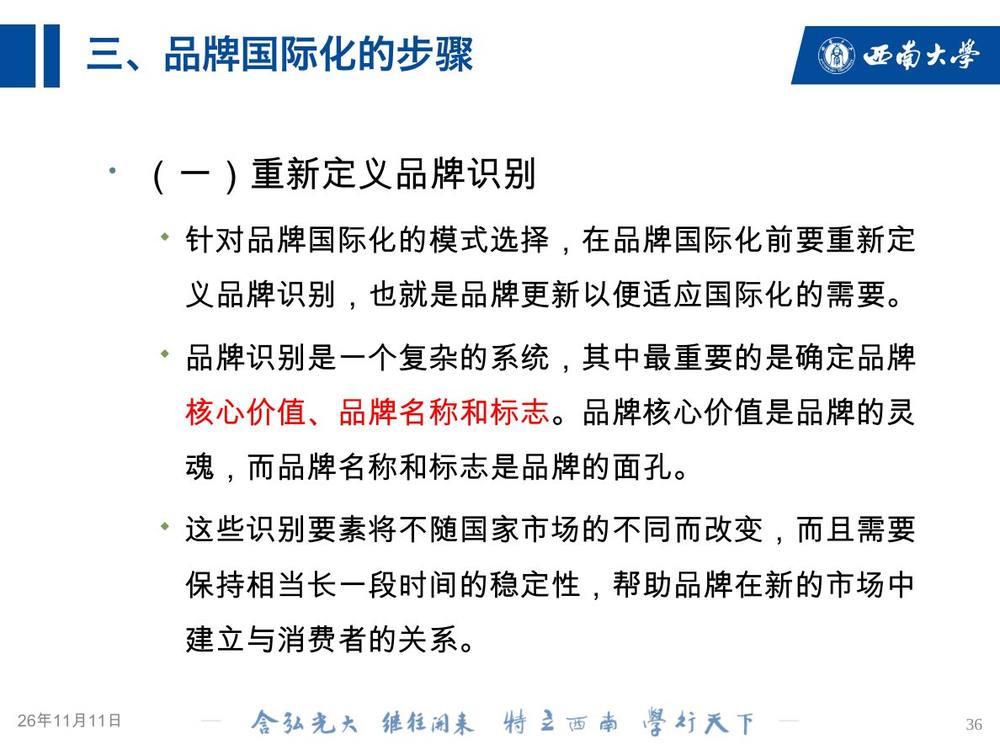 三、品牌国际化的步骤
西南大学
（一）重新定义品牌识别
针对品牌国际化的模式选择，在品牌国际化前要重新定
义品牌识别，也就是品牌更新以便适应国际化的需要。
品牌识别是一个复杂的系统，其中最重要的是确定品牌
核心价值、品牌名称和标志。品牌核心价值是品牌的灵
魂，而品牌名称和标志是品牌的面孔。
这些识别要素将不随国家市场的不同而改变，而且需要
保持相当长一段时间的稳定性，帮助品牌在新的市场中
建立与消费者的关系。
26年11月11日
含弘光大 继往开来 特立西南 學行天下
36